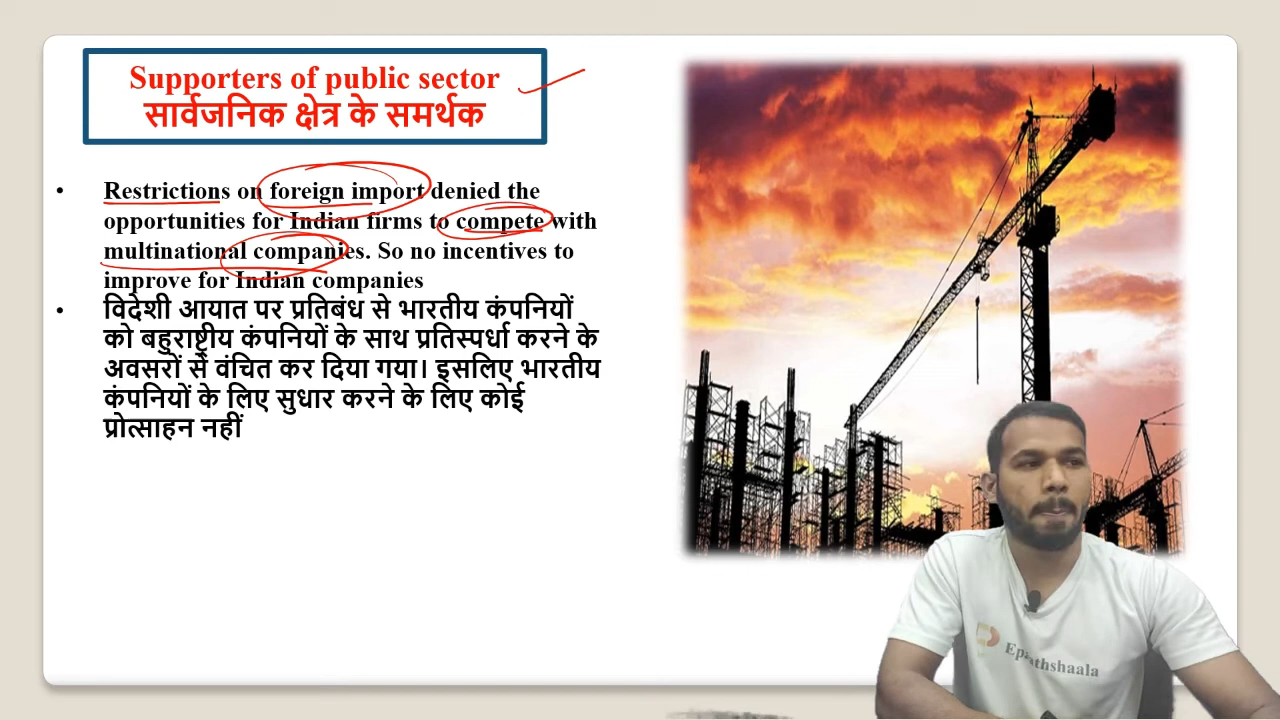 Supporters of public sector
सार्वजनिक क्षेत्र के समर्थक
• Restrictions on foreign import denied the
opportunities for Indian firms to compete with
multinational companies. So no incentives to
improve for Indian companies
• विदेशी आयात पर प्रतिबंध से भारतीय कंपनियों
को बहुराष्ट्रीय कंपनियों के साथ प्रतिस्पर्धा करने के
अवसरों से वंचित कर दिया गया। इसलिए भारतीय
कंपनियों के लिए सुधार करने के लिए कोई
प्रोत्साहन नहीं